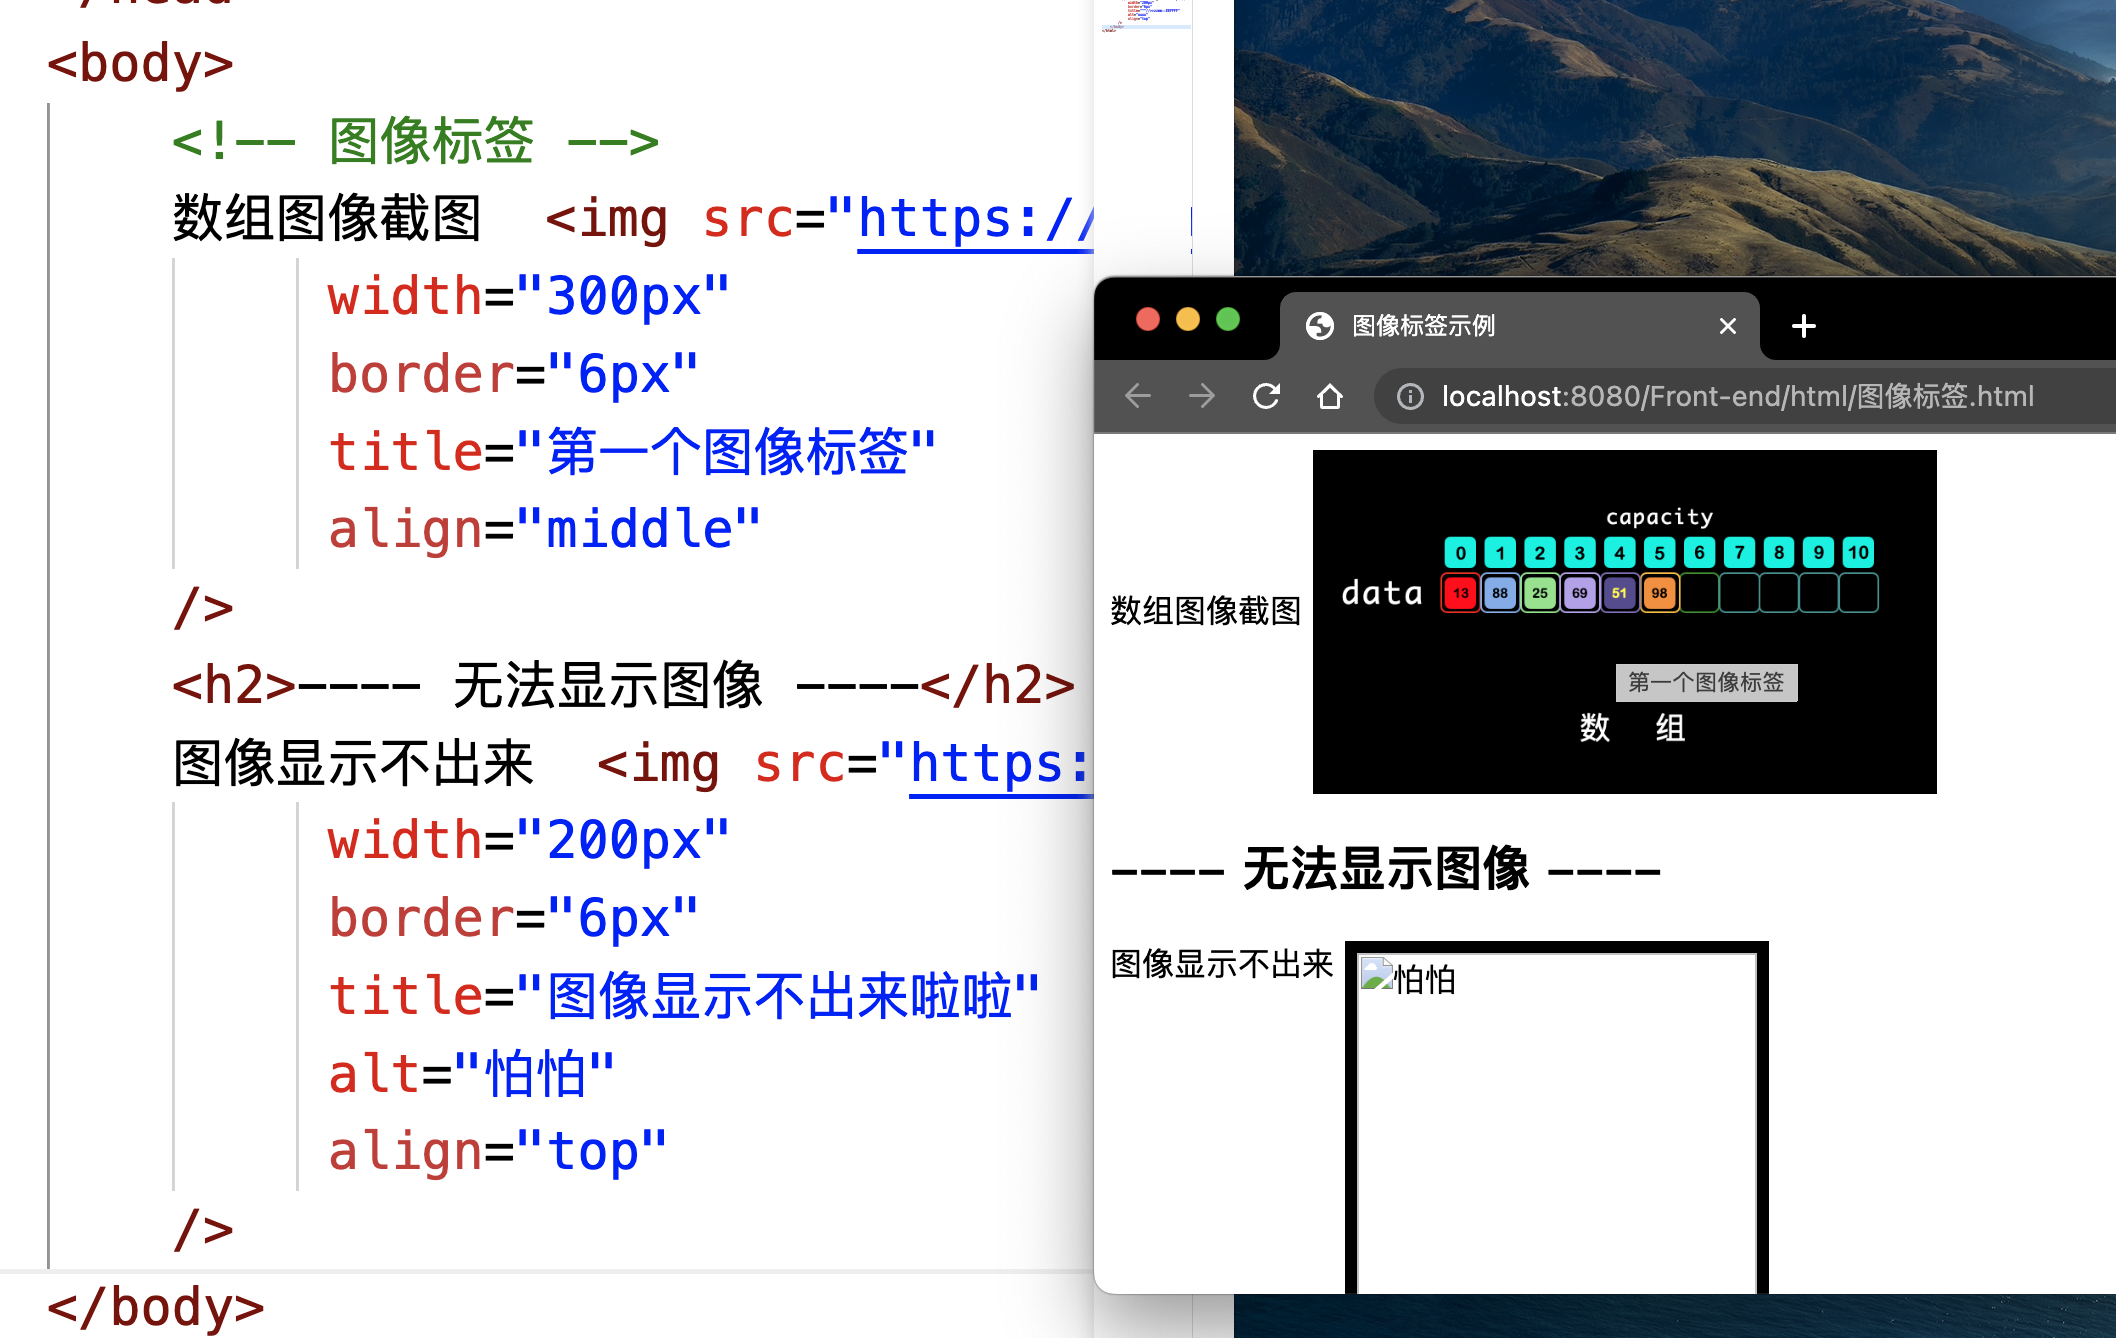 <body>
<!-- 图像标签 -->
数组图像截图 <img src="https://
width="300px"
border="6px"
title="第一个图像标签"
align="middle"
/>
<h2>---- 无法显示图像 ----</h2>
图像显示不出来 <img src="https:
width="200px"
border="6px"
title="图像显示不出来啦啦"
alt="怕怕"
align="top"
/>
</body>
图像标签示例
localhost:8080/Front-end/html/图像标签.html
capacity
0 1 2 3 4 5 6 7 8 9 10
data 13 88 25 69 51 98
数组图像截图
第一个图像标签
数 组
---- 无法显示图像 ----
图像显示不出来 怕怕